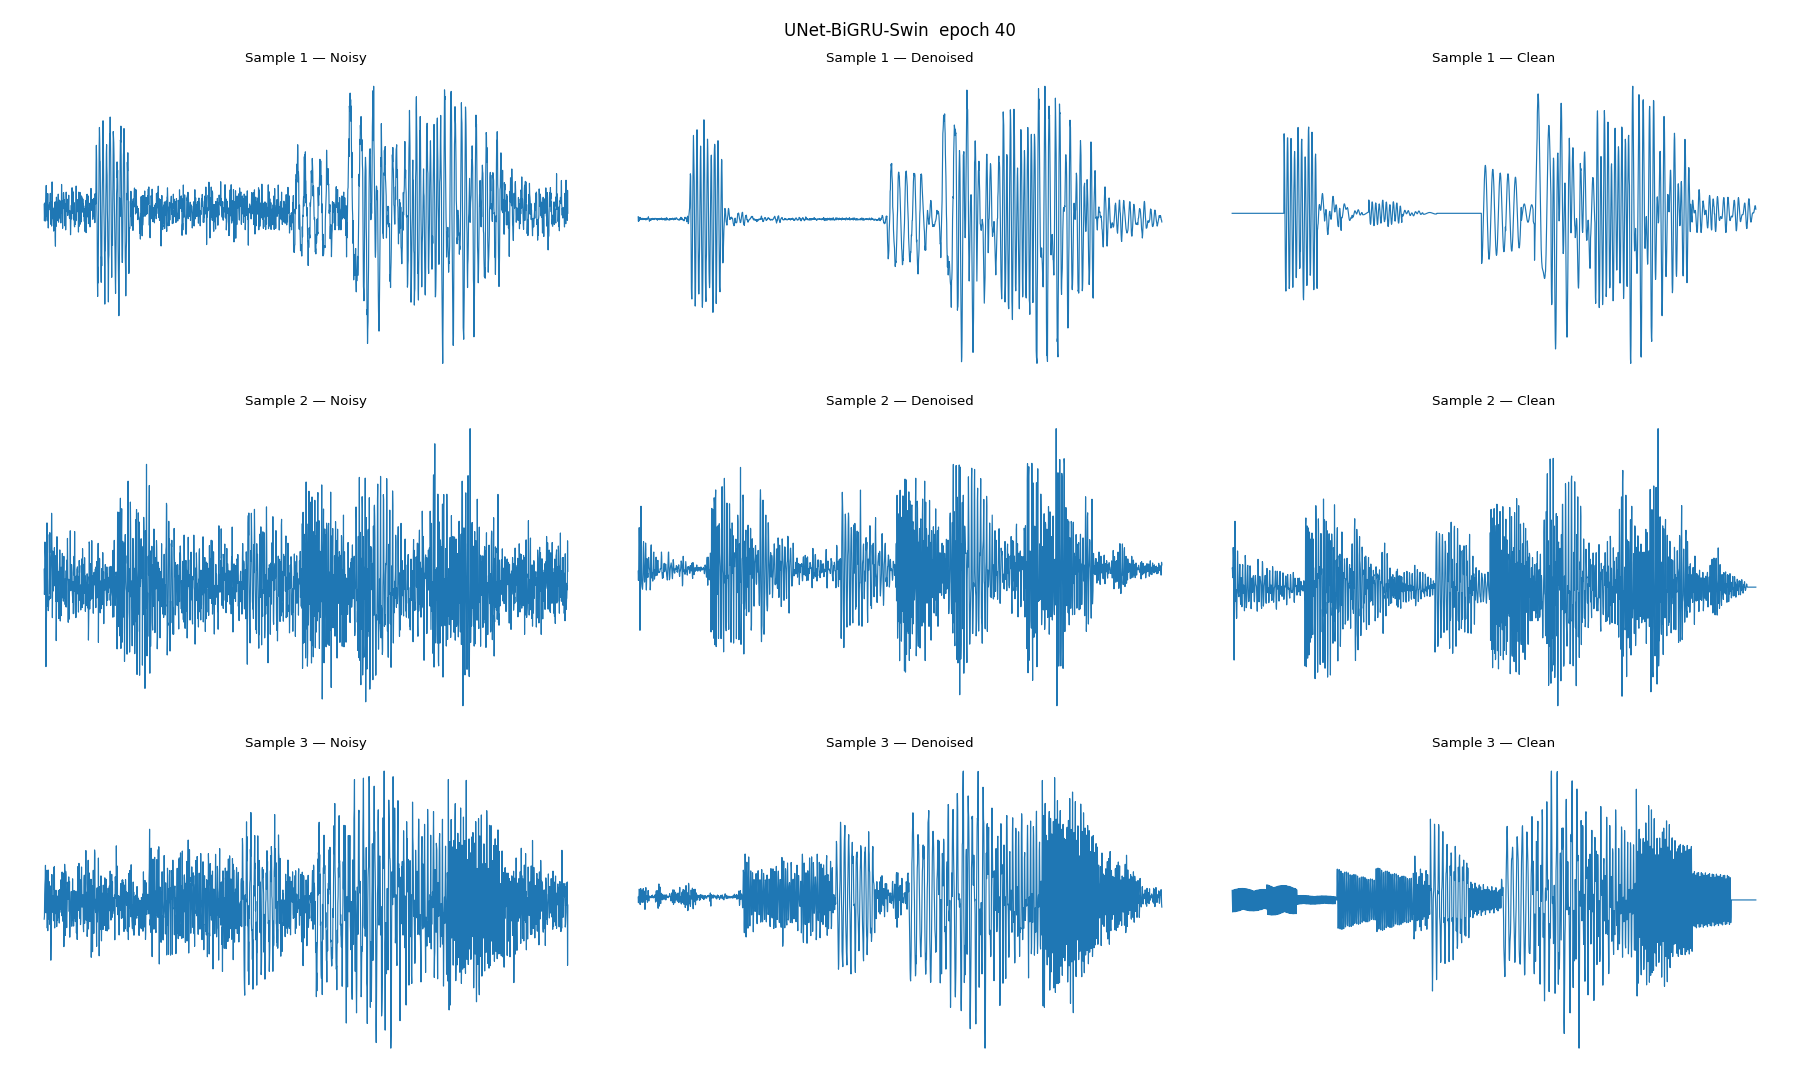 UNet-BiGRU-Swin  epoch 40
Sample 1 — Noisy
Sample 1 — Denoised
Sample 1 — Clean
Sample 2 — Noisy
Sample 2 — Denoised
Sample 2 — Clean
Sample 3 — Noisy
Sample 3 — Denoised
Sample 3 — Clean